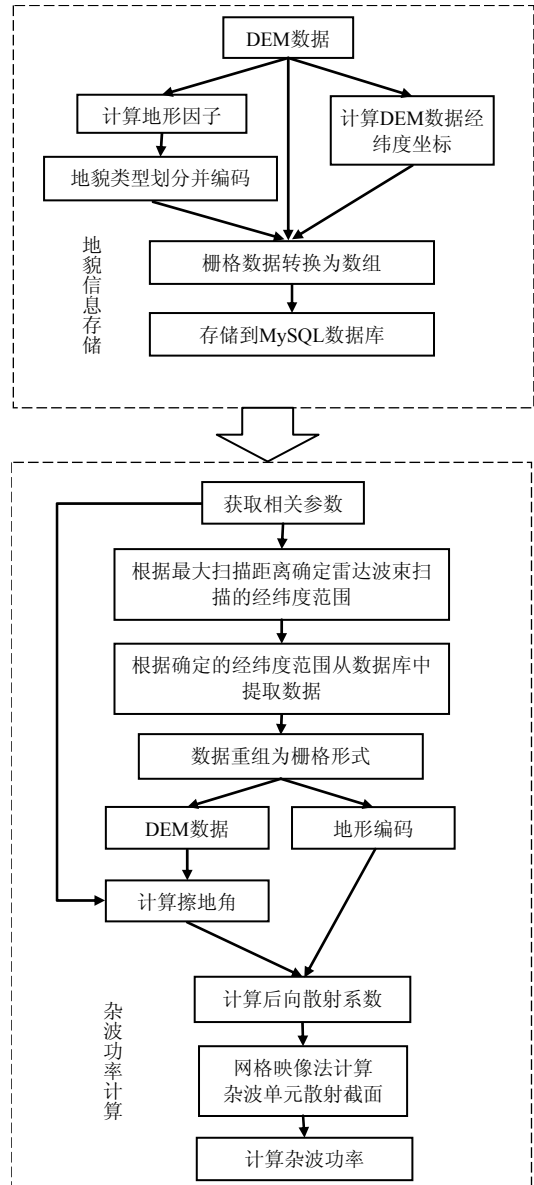 DEM数据
计算地形因子
计算DEM数据经
纬度坐标
地貌类型划分并编码
地貌信息存储
栅格数据转换为数组
存储到MySQL数据库
获取相关参数
根据最大扫描距离确定雷达波束扫
描的经纬度范围
根据确定的经纬度范围从数据库中
提取数据
数据重组为栅格形式
DEM数据
地形编码
计算擦地角
计算后向散射系数
杂波功率计算
网格映像法计算
杂波单元散射截面
计算杂波功率